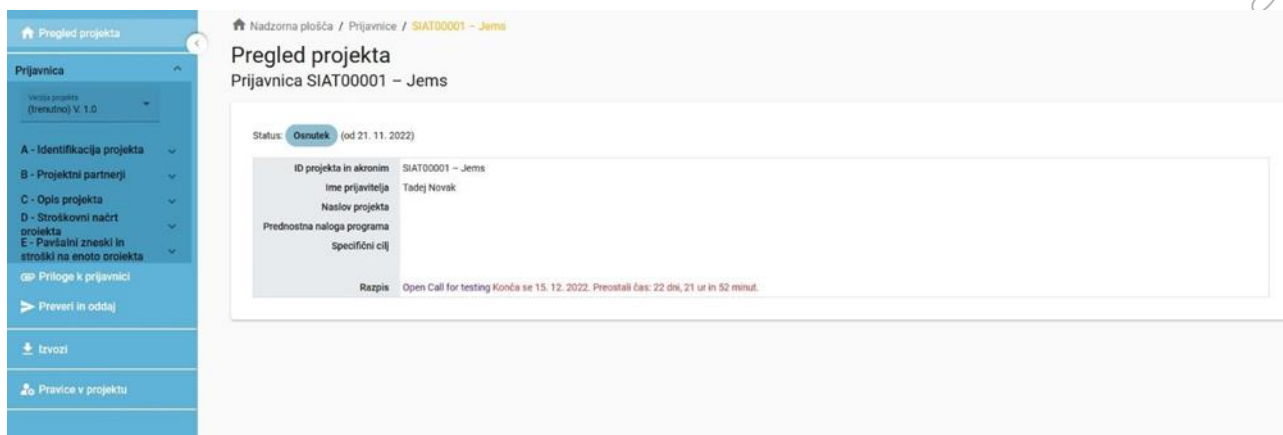 Pregled projekta
Prijavnica
Verzija projekta
(trenutno) V. 1.0
A - Identifikacija projekta
B - Projektni partnerji
C - Opis projekta
D - Stroškovni načrt
projekta
E - Pavšalni zneski in
stroški na enoto projekta
Priloge k prijavnici
Preveri in oddaj
Izvozi
Pravice v projektu
Nadzorna plošča / Prijavnice / SIAT00001 – Jems
Pregled projekta
Prijavnica SIAT00001 – Jems
Status: Osnutek (od 21. 11. 2022)
ID projekta in akronim SIAT00001 – Jems
Ime prijavitelja Tadej Novak
Naslov projekta
Prednostna naloga programa
Specifični cilj
Razpis Open Call for testing Konča se 15. 12. 2022. Preostali čas: 22 dni, 21 ur in 52 minut.